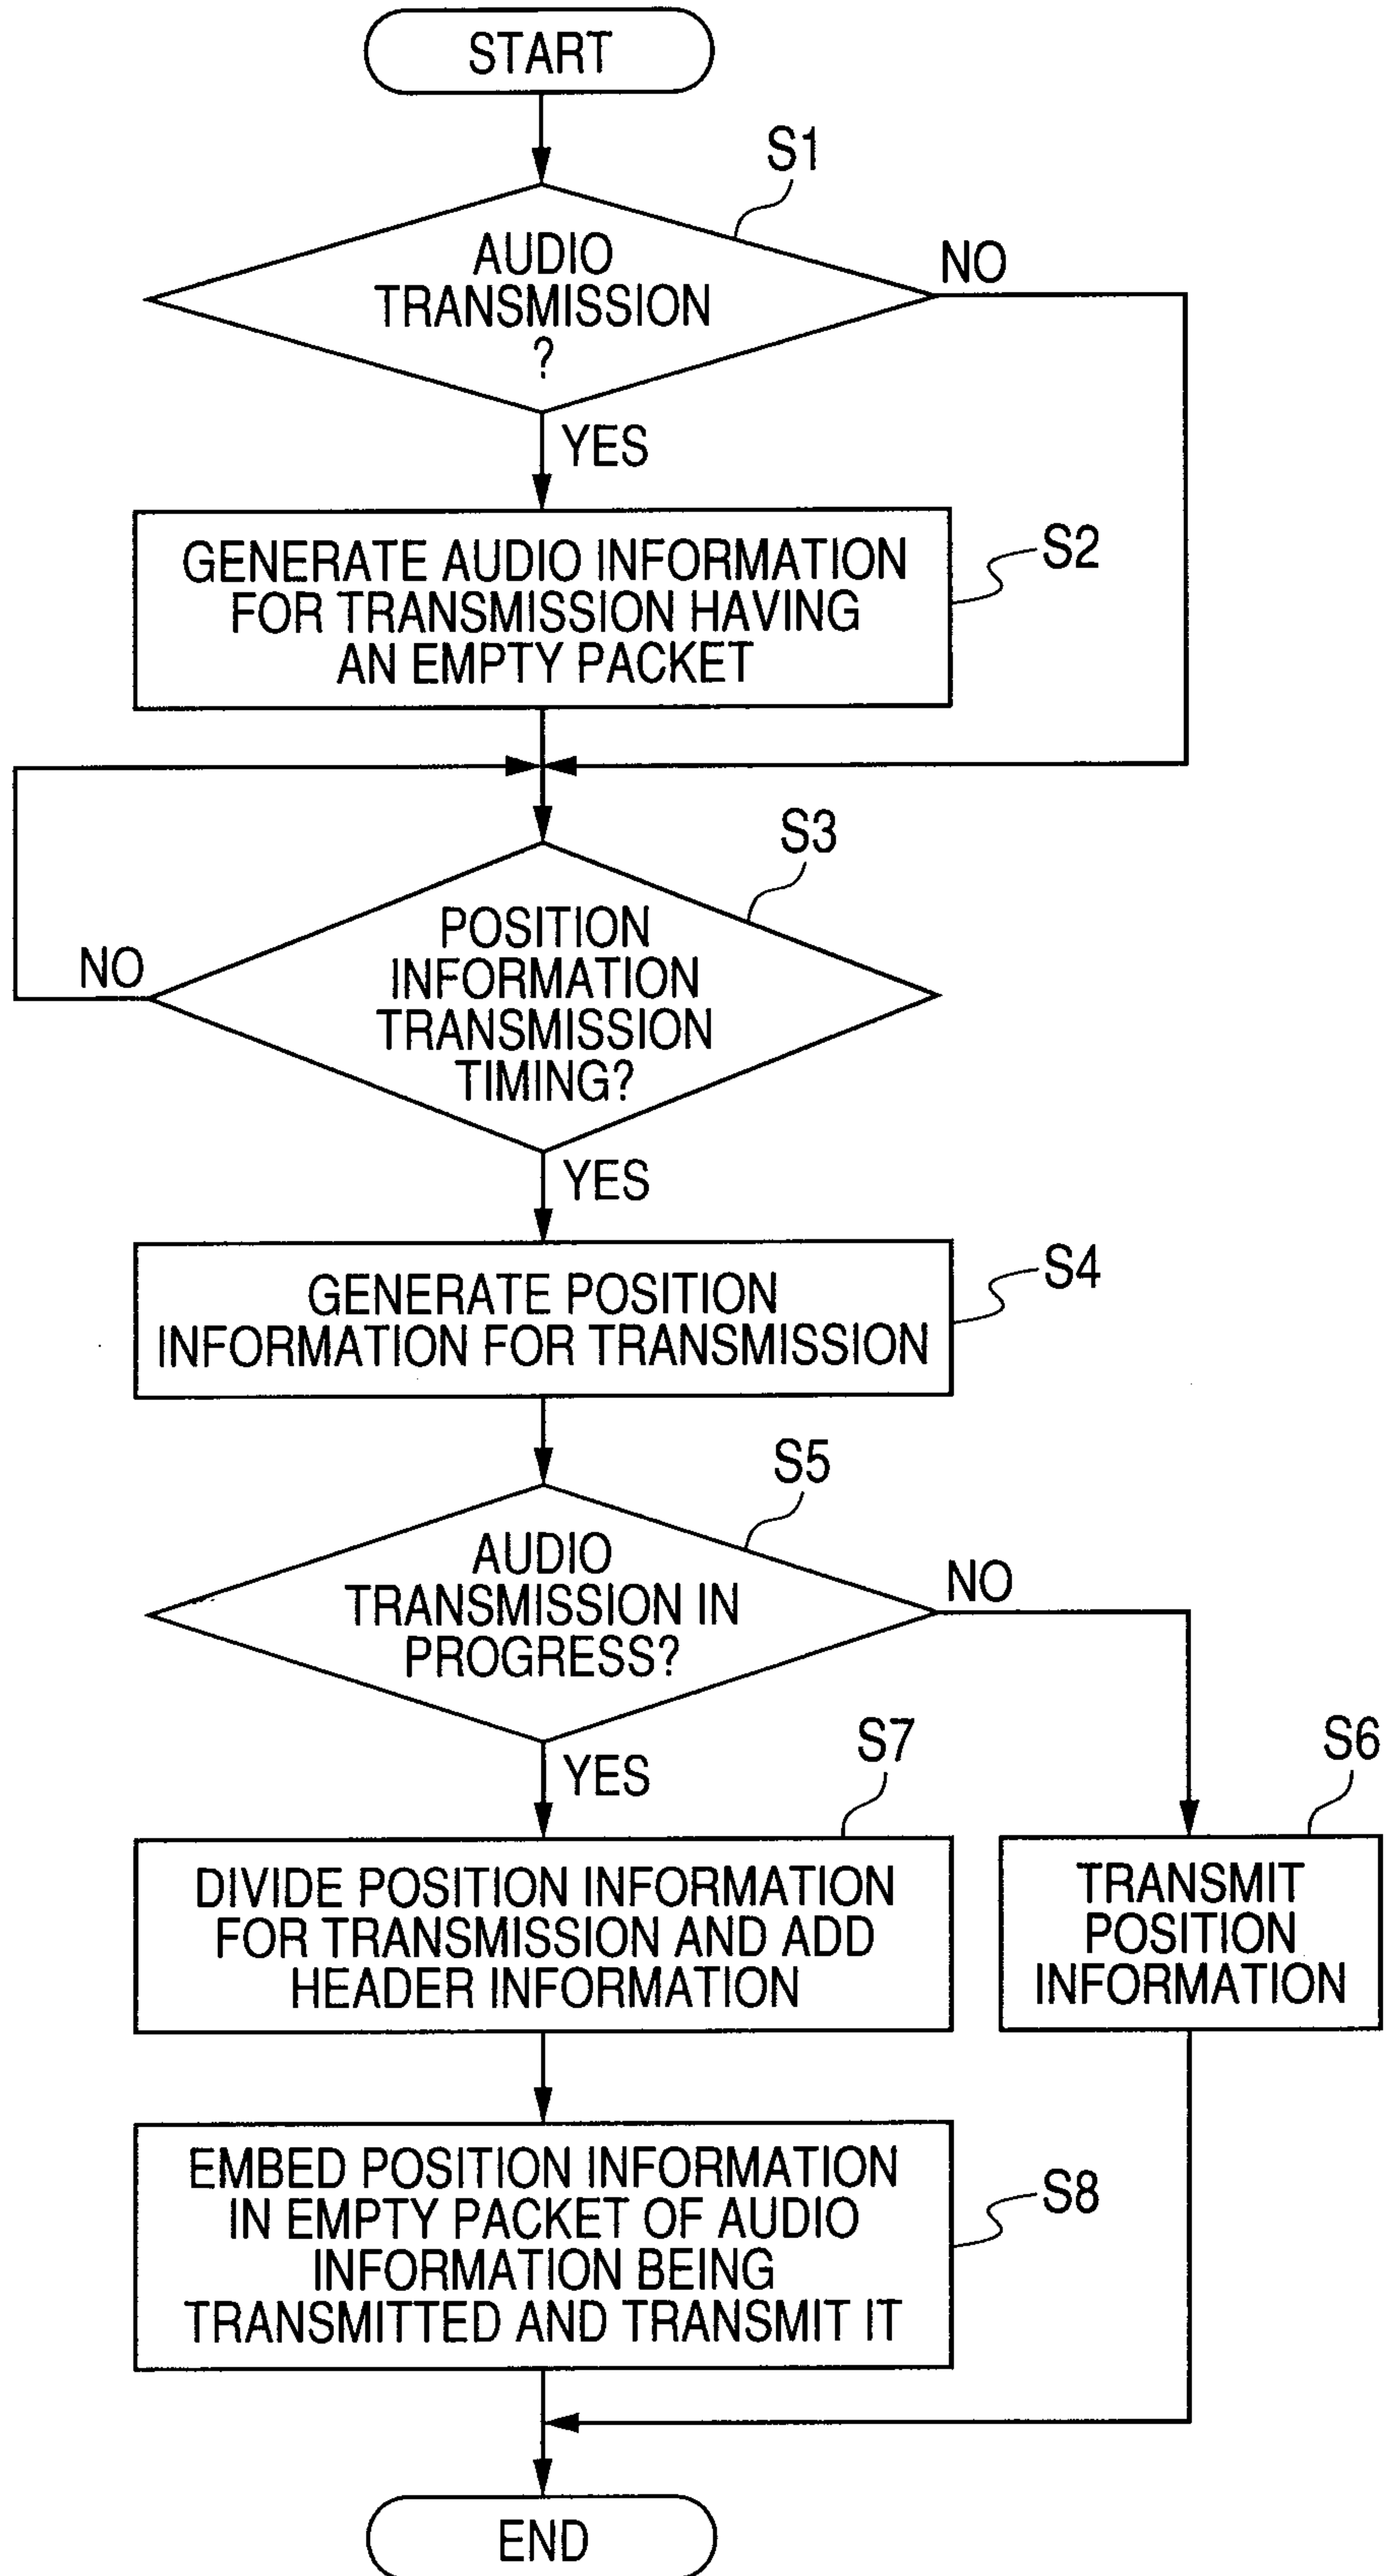 START
S1
AUDIO
TRANSMISSION
?
NO
YES
GENERATE AUDIO INFORMATION
FOR TRANSMISSION HAVING
AN EMPTY PACKET
S2
S3
POSITION
INFORMATION
TRANSMISSION
TIMING?
NO
YES
GENERATE POSITION
INFORMATION FOR TRANSMISSION
S4
S5
AUDIO
TRANSMISSION IN
PROGRESS?
NO
YES
S7
DIVIDE POSITION INFORMATION
FOR TRANSMISSION AND ADD
HEADER INFORMATION
S6
TRANSMIT
POSITION
INFORMATION
EMBED POSITION INFORMATION
IN EMPTY PACKET OF AUDIO
INFORMATION BEING
TRANSMITTED AND TRANSMIT IT
S8
END